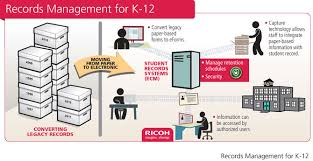 Records Management for K-12
• Convert legacy
paper-based
forms to eForms.
• Capture
technology allows
staff to integrate
paper-based
information with
student record.
MOVING
FROM PAPER
TO ELECTRONIC
STUDENT
RECORDS
SYSTEMS
(ECM)
• Manage retention
schedules
• Security
CONVERTING
LEGACY RECORDS
RICOH
imagine. change.
• Information can be
accessed by
authorized users
Records Management for K-12